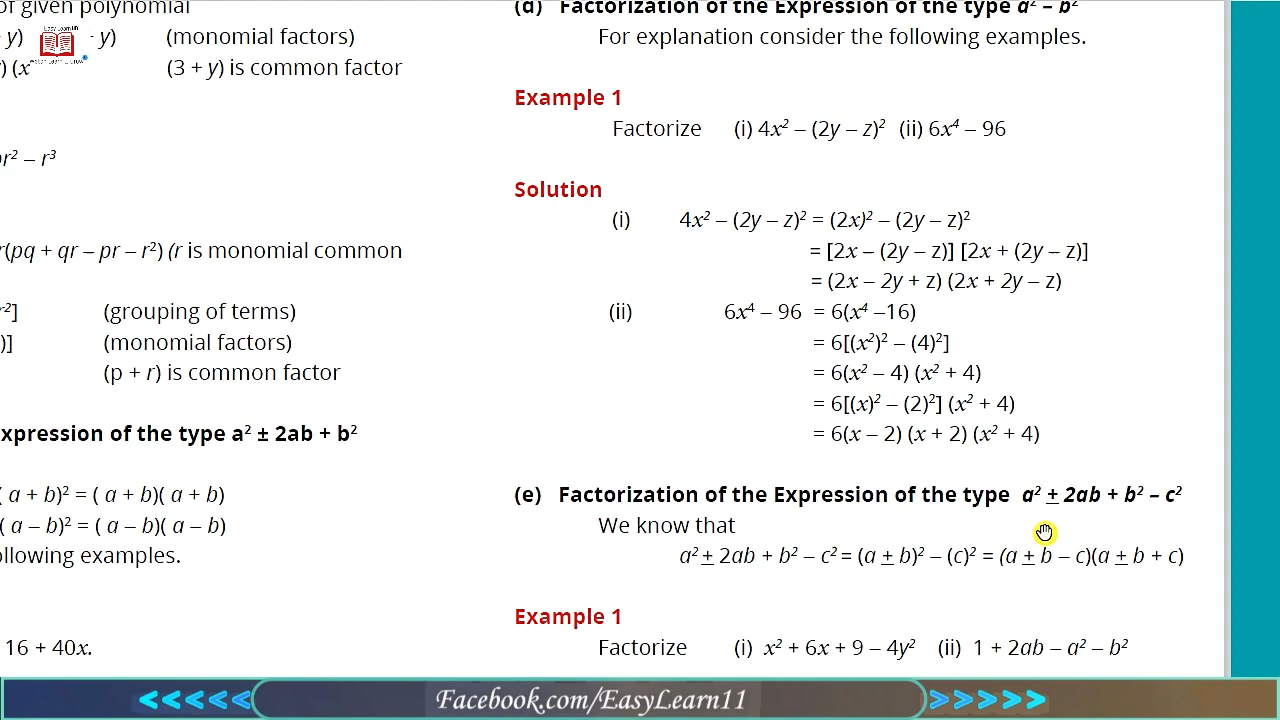 of given polynomial
y) · y) (monomial factors)
) (x (3 + y) is common factor
Easy Learn
r² – r³
r(pq + qr – pr – r²) (r is monomial common
r²] (grouping of terms)
)] (monomial factors)
(p + r) is common factor
xpression of the type a² ± 2ab + b²
( a + b)² = ( a + b)( a + b)
( a – b)² = ( a – b)( a – b)
ollowing examples.
16 + 40x.
(d) Factorization of the Expression of the type a² – b²
For explanation consider the following examples.
Example 1
Factorize (i) 4x² – (2y – z)² (ii) 6x⁴ – 96
Solution
(i) 4x² – (2y – z)² = (2x)² – (2y – z)²
= [2x – (2y – z)] [2x + (2y – z)]
= (2x – 2y + z) (2x + 2y – z)
(ii) 6x⁴ – 96 = 6(x⁴ –16)
= 6[(x²)² – (4)²]
= 6(x² – 4) (x² + 4)
= 6[(x)² – (2)²] (x² + 4)
= 6(x – 2) (x + 2) (x² + 4)
(e) Factorization of the Expression of the type a² ± 2ab + b² – c²
We know that
a² ± 2ab + b² – c² = (a ± b)² – (c)² = (a ± b – c)(a ± b + c)
Example 1
Factorize (i) x² + 6x + 9 – 4y² (ii) 1 + 2ab – a² – b²
Facebook.com/EasyLearn11